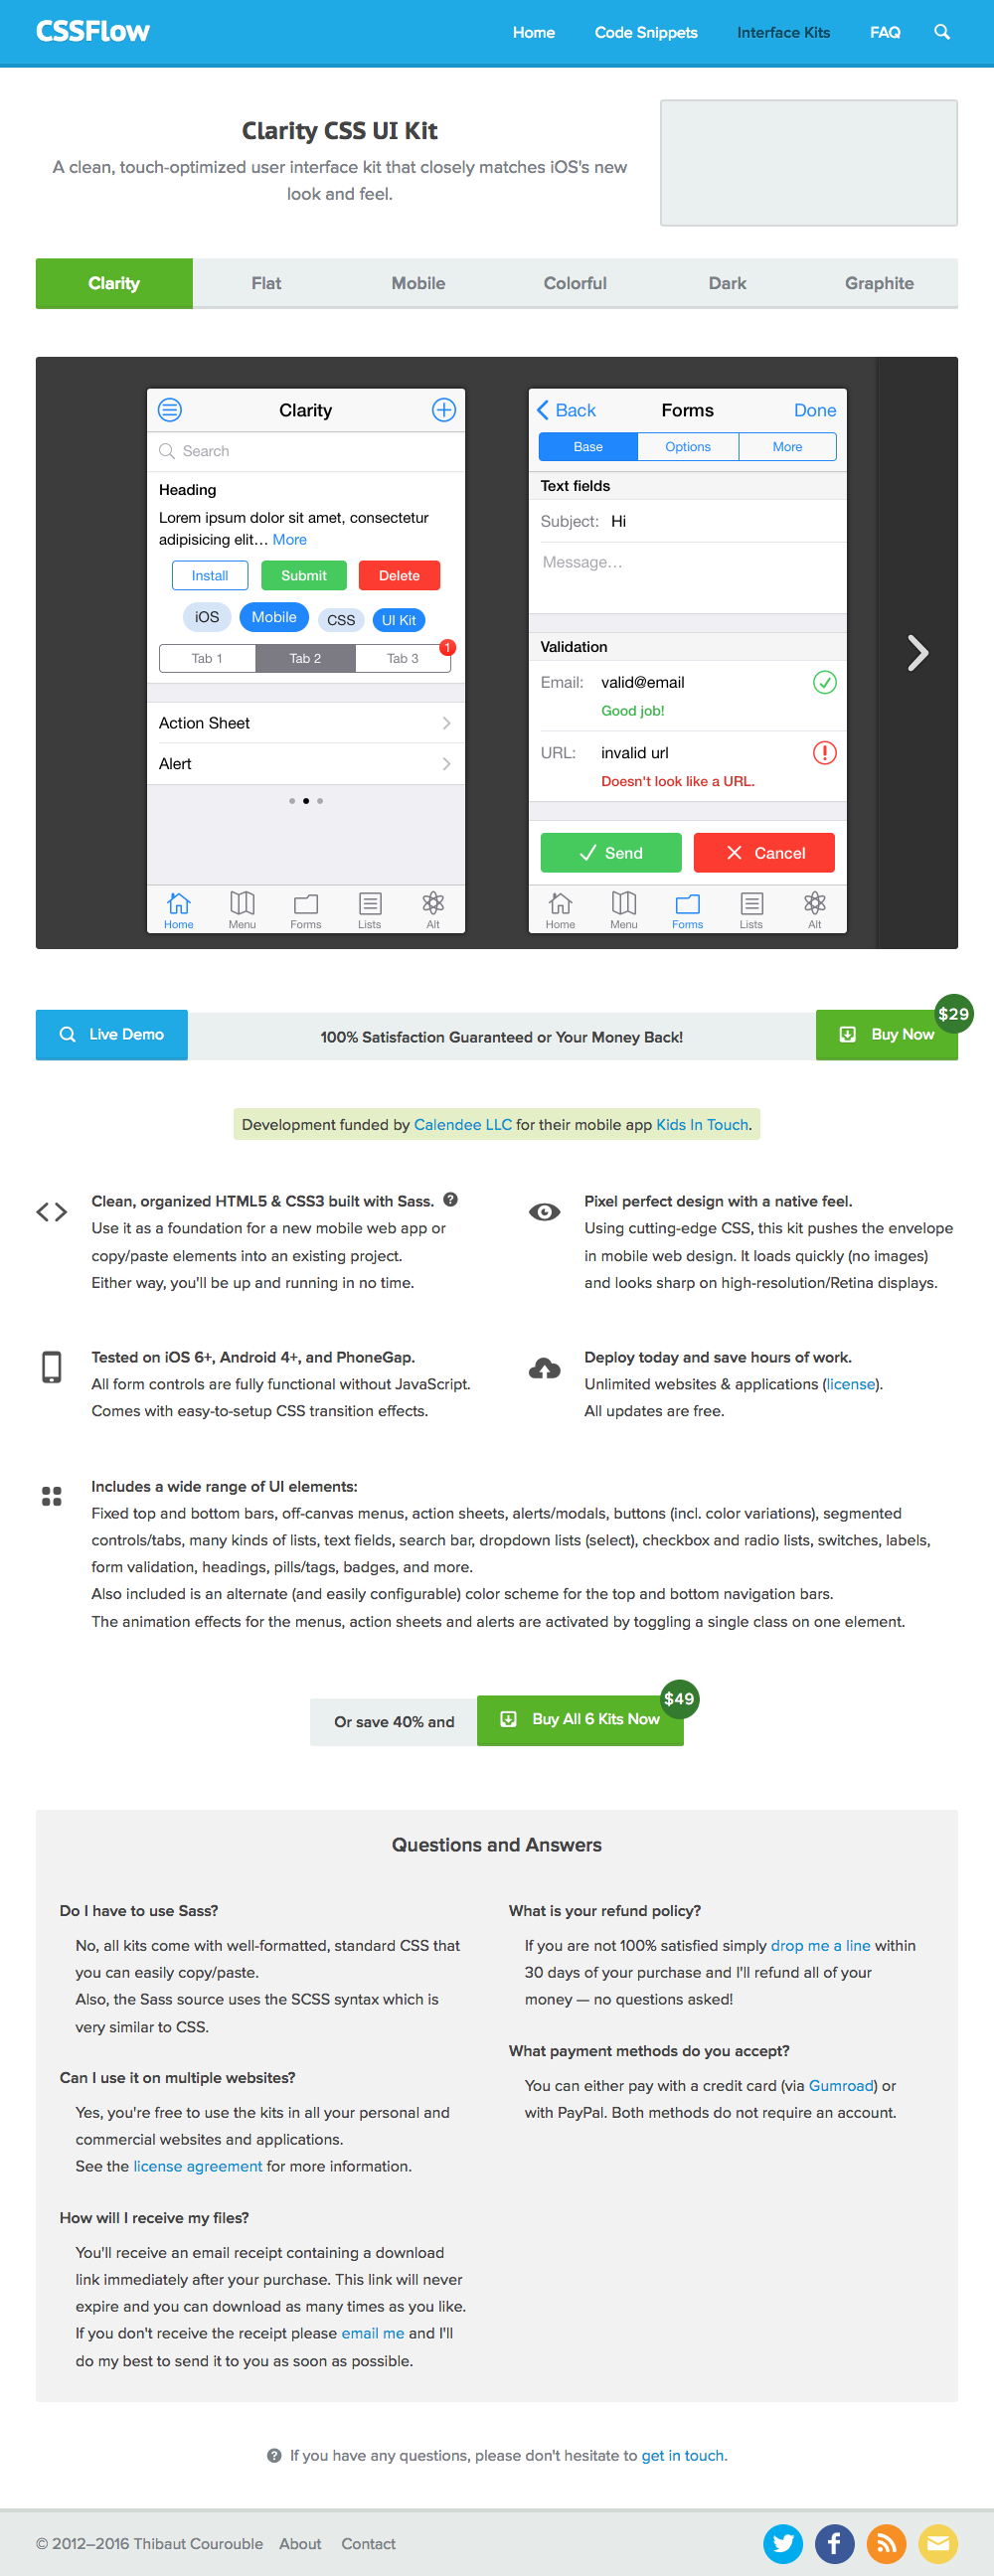 CSSFlow
Home Code Snippets Interface Kits FAQ
Clarity CSS UI Kit
A clean, touch-optimized user interface kit that closely matches iOS's new
look and feel.
Clarity Flat Mobile Colorful Dark Graphite
Clarity
Search
Heading
Lorem ipsum dolor sit amet, consectetur
adipisicing elit... More
Install Submit Delete
iOS Mobile CSS UI Kit
Tab 1 Tab 2 Tab 3 1
Action Sheet
Alert
Home Menu Forms Lists Alt
Back Forms Done
Base Options More
Text fields
Subject: Hi
Message...
Validation
Email: valid@email
Good job!
URL: invalid url
Doesn't look like a URL.
Send Cancel
Home Menu Forms Lists Alt
Live Demo 100% Satisfaction Guaranteed or Your Money Back! Buy Now $29
Development funded by Calendee LLC for their mobile app Kids In Touch.
Clean, organized HTML5 & CSS3 built with Sass. ?
Use it as a foundation for a new mobile web app or
copy/paste elements into an existing project.
Either way, you'll be up and running in no time.
Pixel perfect design with a native feel.
Using cutting-edge CSS, this kit pushes the envelope
in mobile web design. It loads quickly (no images)
and looks sharp on high-resolution/Retina displays.
Tested on iOS 6+, Android 4+, and PhoneGap.
All form controls are fully functional without JavaScript.
Comes with easy-to-setup CSS transition effects.
Deploy today and save hours of work.
Unlimited websites & applications (license).
All updates are free.
Includes a wide range of UI elements:
Fixed top and bottom bars, off-canvas menus, action sheets, alerts/modals, buttons (incl. color variations), segmented
controls/tabs, many kinds of lists, text fields, search bar, dropdown lists (select), checkbox and radio lists, switches, labels,
form validation, headings, pills/tags, badges, and more.
Also included is an alternate (and easily configurable) color scheme for the top and bottom navigation bars.
The animation effects for the menus, action sheets and alerts are activated by toggling a single class on one element.
Or save 40% and Buy All 6 Kits Now $49
Questions and Answers
Do I have to use Sass?
No, all kits come with well-formatted, standard CSS that
you can easily copy/paste.
Also, the Sass source uses the SCSS syntax which is
very similar to CSS.
Can I use it on multiple websites?
Yes, you're free to use the kits in all your personal and
commercial websites and applications.
See the license agreement for more information.
How will I receive my files?
You'll receive an email receipt containing a download
link immediately after your purchase. This link will never
expire and you can download as many times as you like.
If you don't receive the receipt please email me and I'll
do my best to send it to you as soon as possible.
What is your refund policy?
If you are not 100% satisfied simply drop me a line within
30 days of your purchase and I'll refund all of your
money — no questions asked!
What payment methods do you accept?
You can either pay with a credit card (via Gumroad) or
with PayPal. Both methods do not require an account.
? If you have any questions, please don't hesitate to get in touch.
© 2012–2016 Thibaut Courouble About Contact